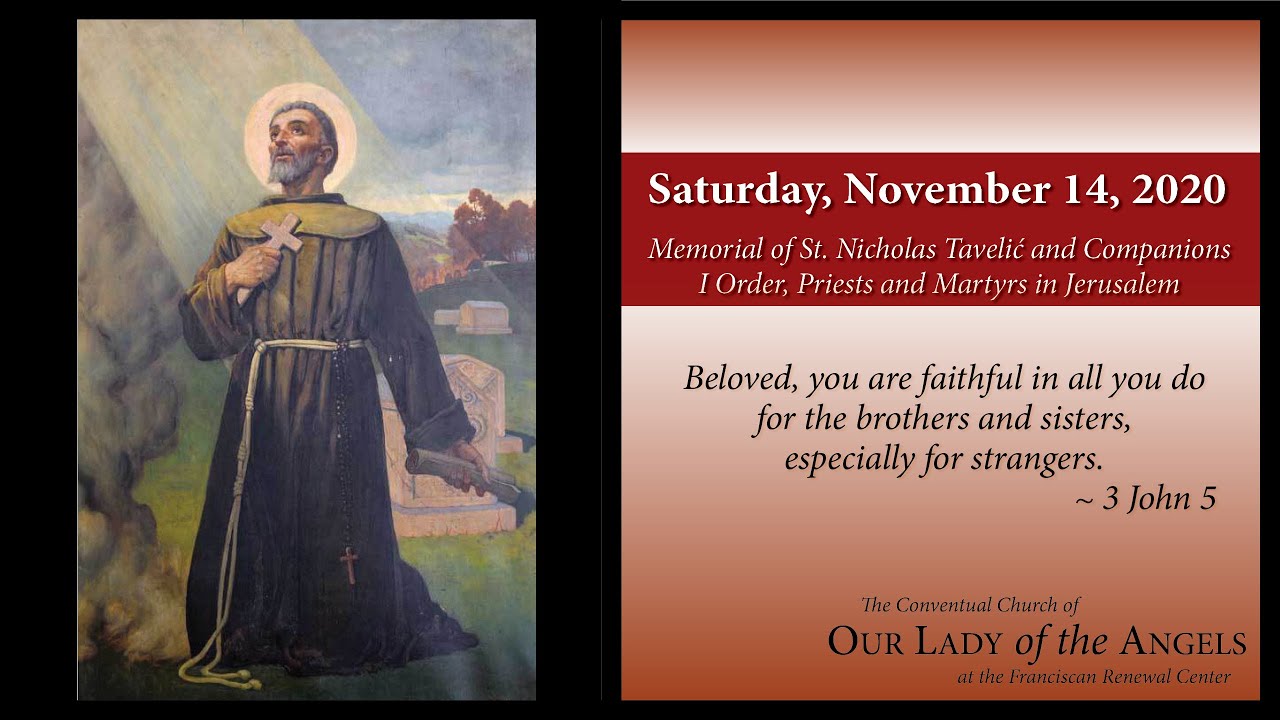 Saturday, November 14, 2020
Memorial of St. Nicholas Tavelić and Companions
I Order, Priests and Martyrs in Jerusalem
Beloved, you are faithful in all you do
for the brothers and sisters,
especially for strangers.
~ 3 John 5
The Conventual Church of
OUR LADY of the ANGELS
at the Franciscan Renewal Center